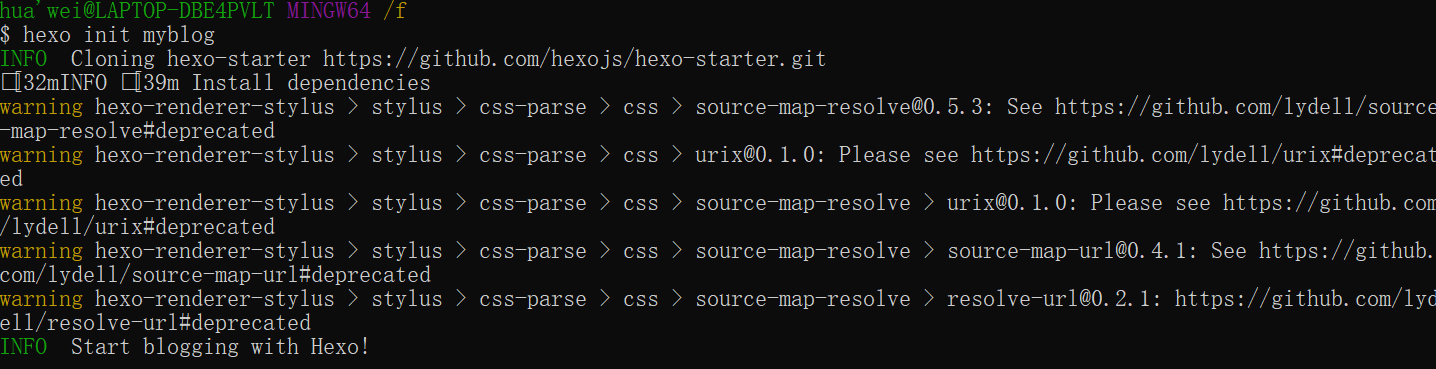 hua'wei@LAPTOP-DBE4PVLT MINGW64 /f
$ hexo init myblog
INFO  Cloning hexo-starter https://github.com/hexojs/hexo-starter.git
[32mINFO [39m Install dependencies
warning hexo-renderer-stylus > stylus > css-parse > css > source-map-resolve@0.5.3: See https://github.com/lydell/source
-map-resolve#deprecated
warning hexo-renderer-stylus > stylus > css-parse > css > urix@0.1.0: Please see https://github.com/lydell/urix#deprecat
ed
warning hexo-renderer-stylus > stylus > css-parse > css > source-map-resolve > urix@0.1.0: Please see https://github.com
/lydell/urix#deprecated
warning hexo-renderer-stylus > stylus > css-parse > css > source-map-resolve > source-map-url@0.4.1: See https://github.
com/lydell/source-map-url#deprecated
warning hexo-renderer-stylus > stylus > css-parse > css > source-map-resolve > resolve-url@0.2.1: https://github.com/lyd
ell/resolve-url#deprecated
INFO  Start blogging with Hexo!